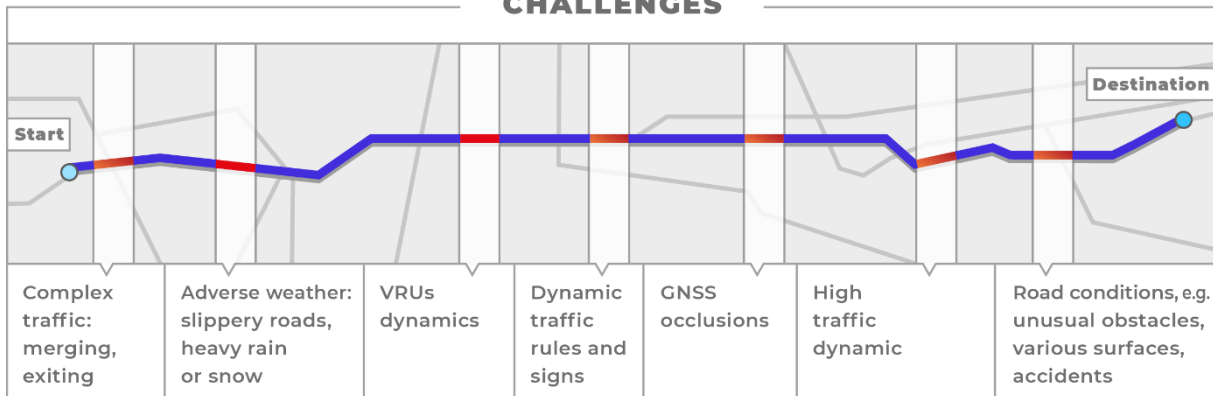 CHALLENGES
Start
Destination
Complex
traffic:
merging,
exiting
Adverse weather:
slippery roads,
heavy rain
or snow
VRUs
dynamics
Dynamic
traffic
rules and
signs
GNSS
occlusions
High
traffic
dynamic
Road conditions, e.g.
unusual obstacles,
various surfaces,
accidents